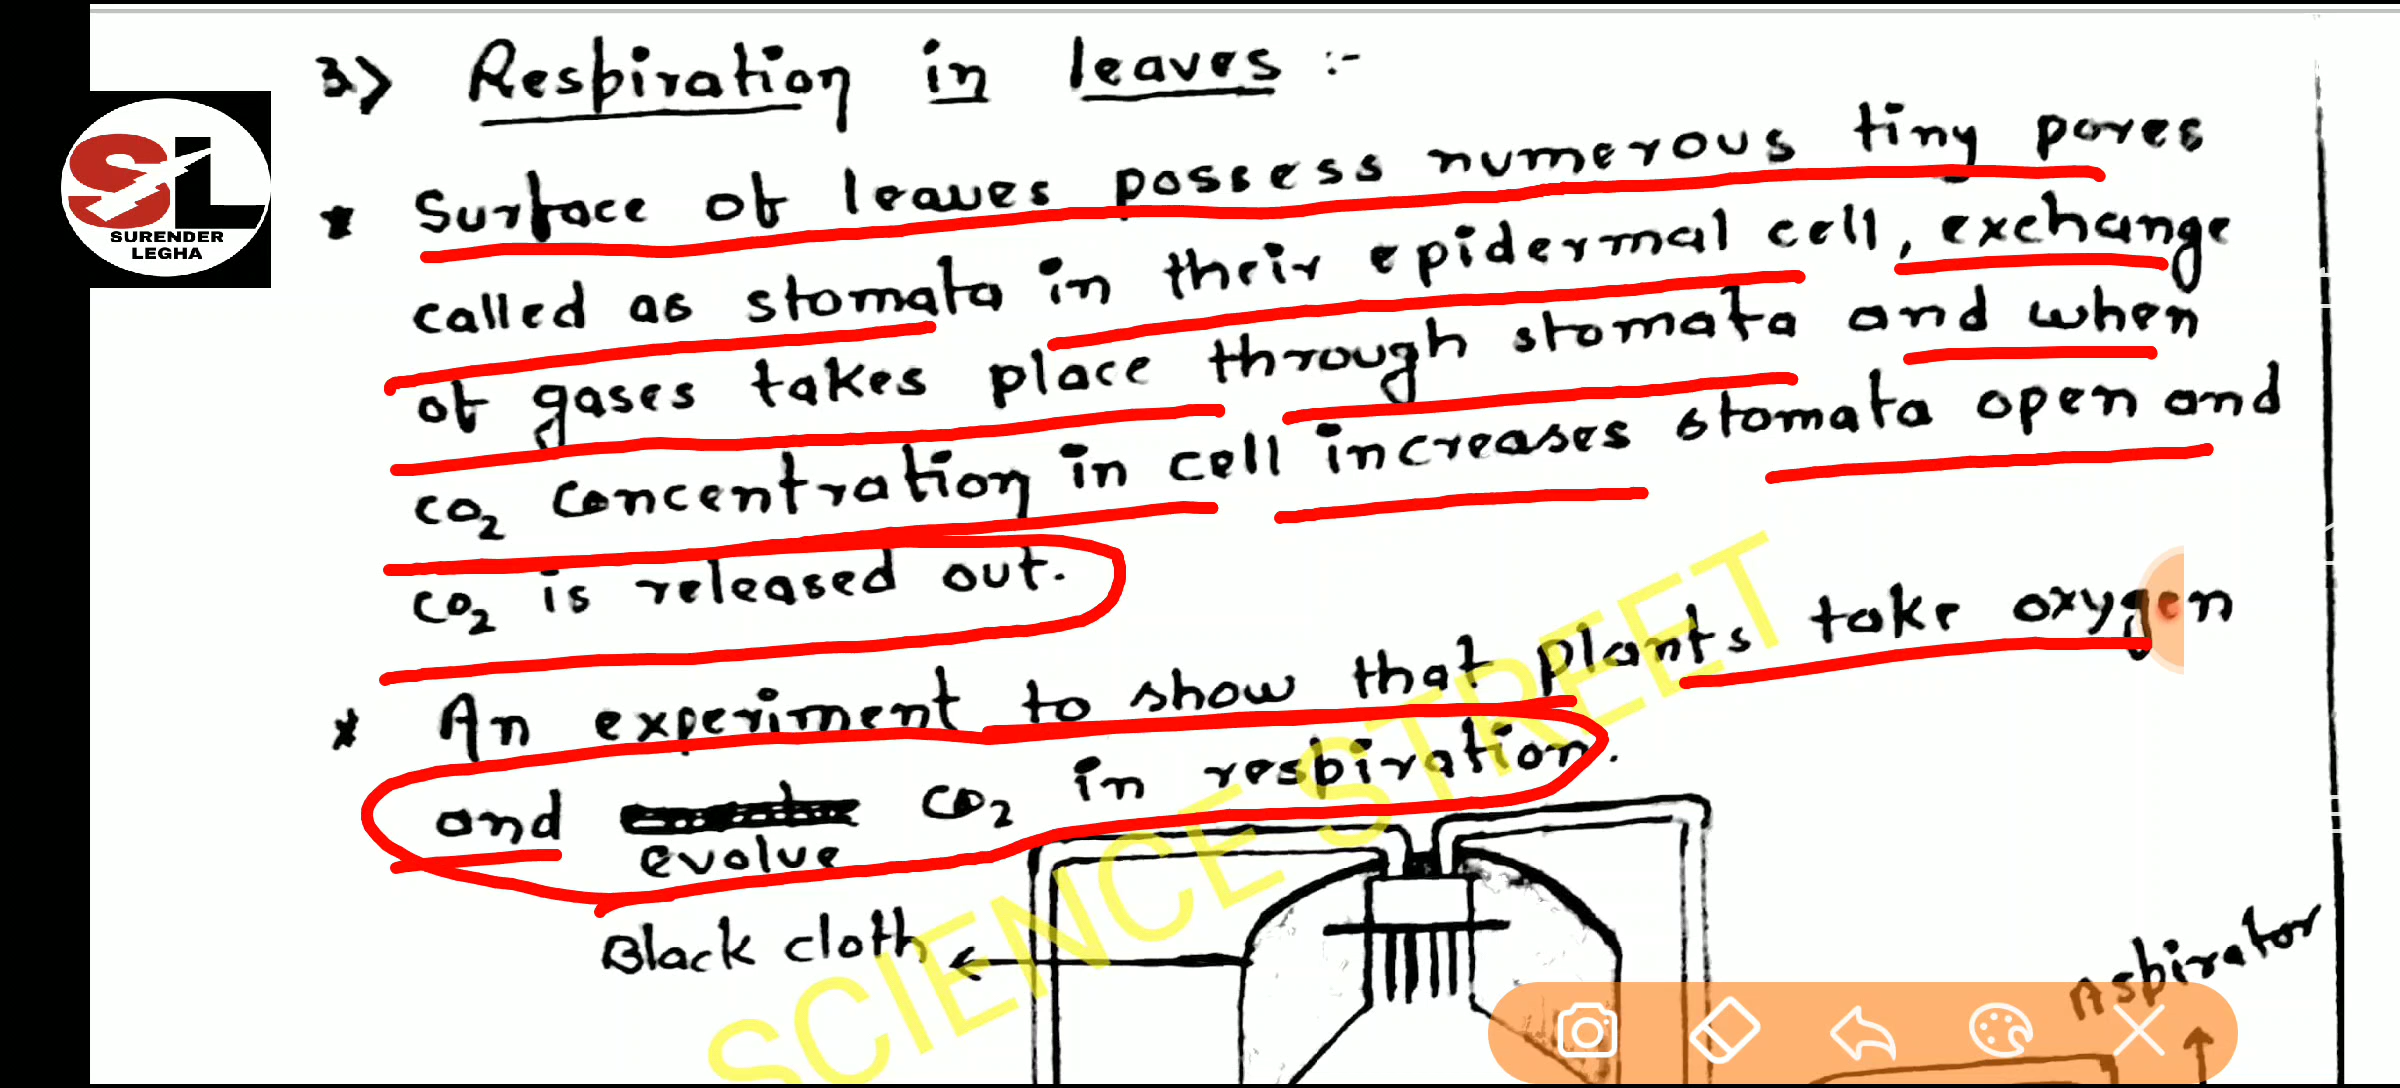 3) Respiration in leaves :-
SL
SURENDER
LEGHA
* Surface of leaves possess numerous tiny pores
called as stomata in their epidermal cell, exchange
of gases takes place through stomata and when
CO2 concentration in cell increases stomata open and
CO2 is released out.
* An experiment to show that plants take oxygen
and evolve CO2 in respiration.
Black cloth
Aspirator
SCIENCE STREET